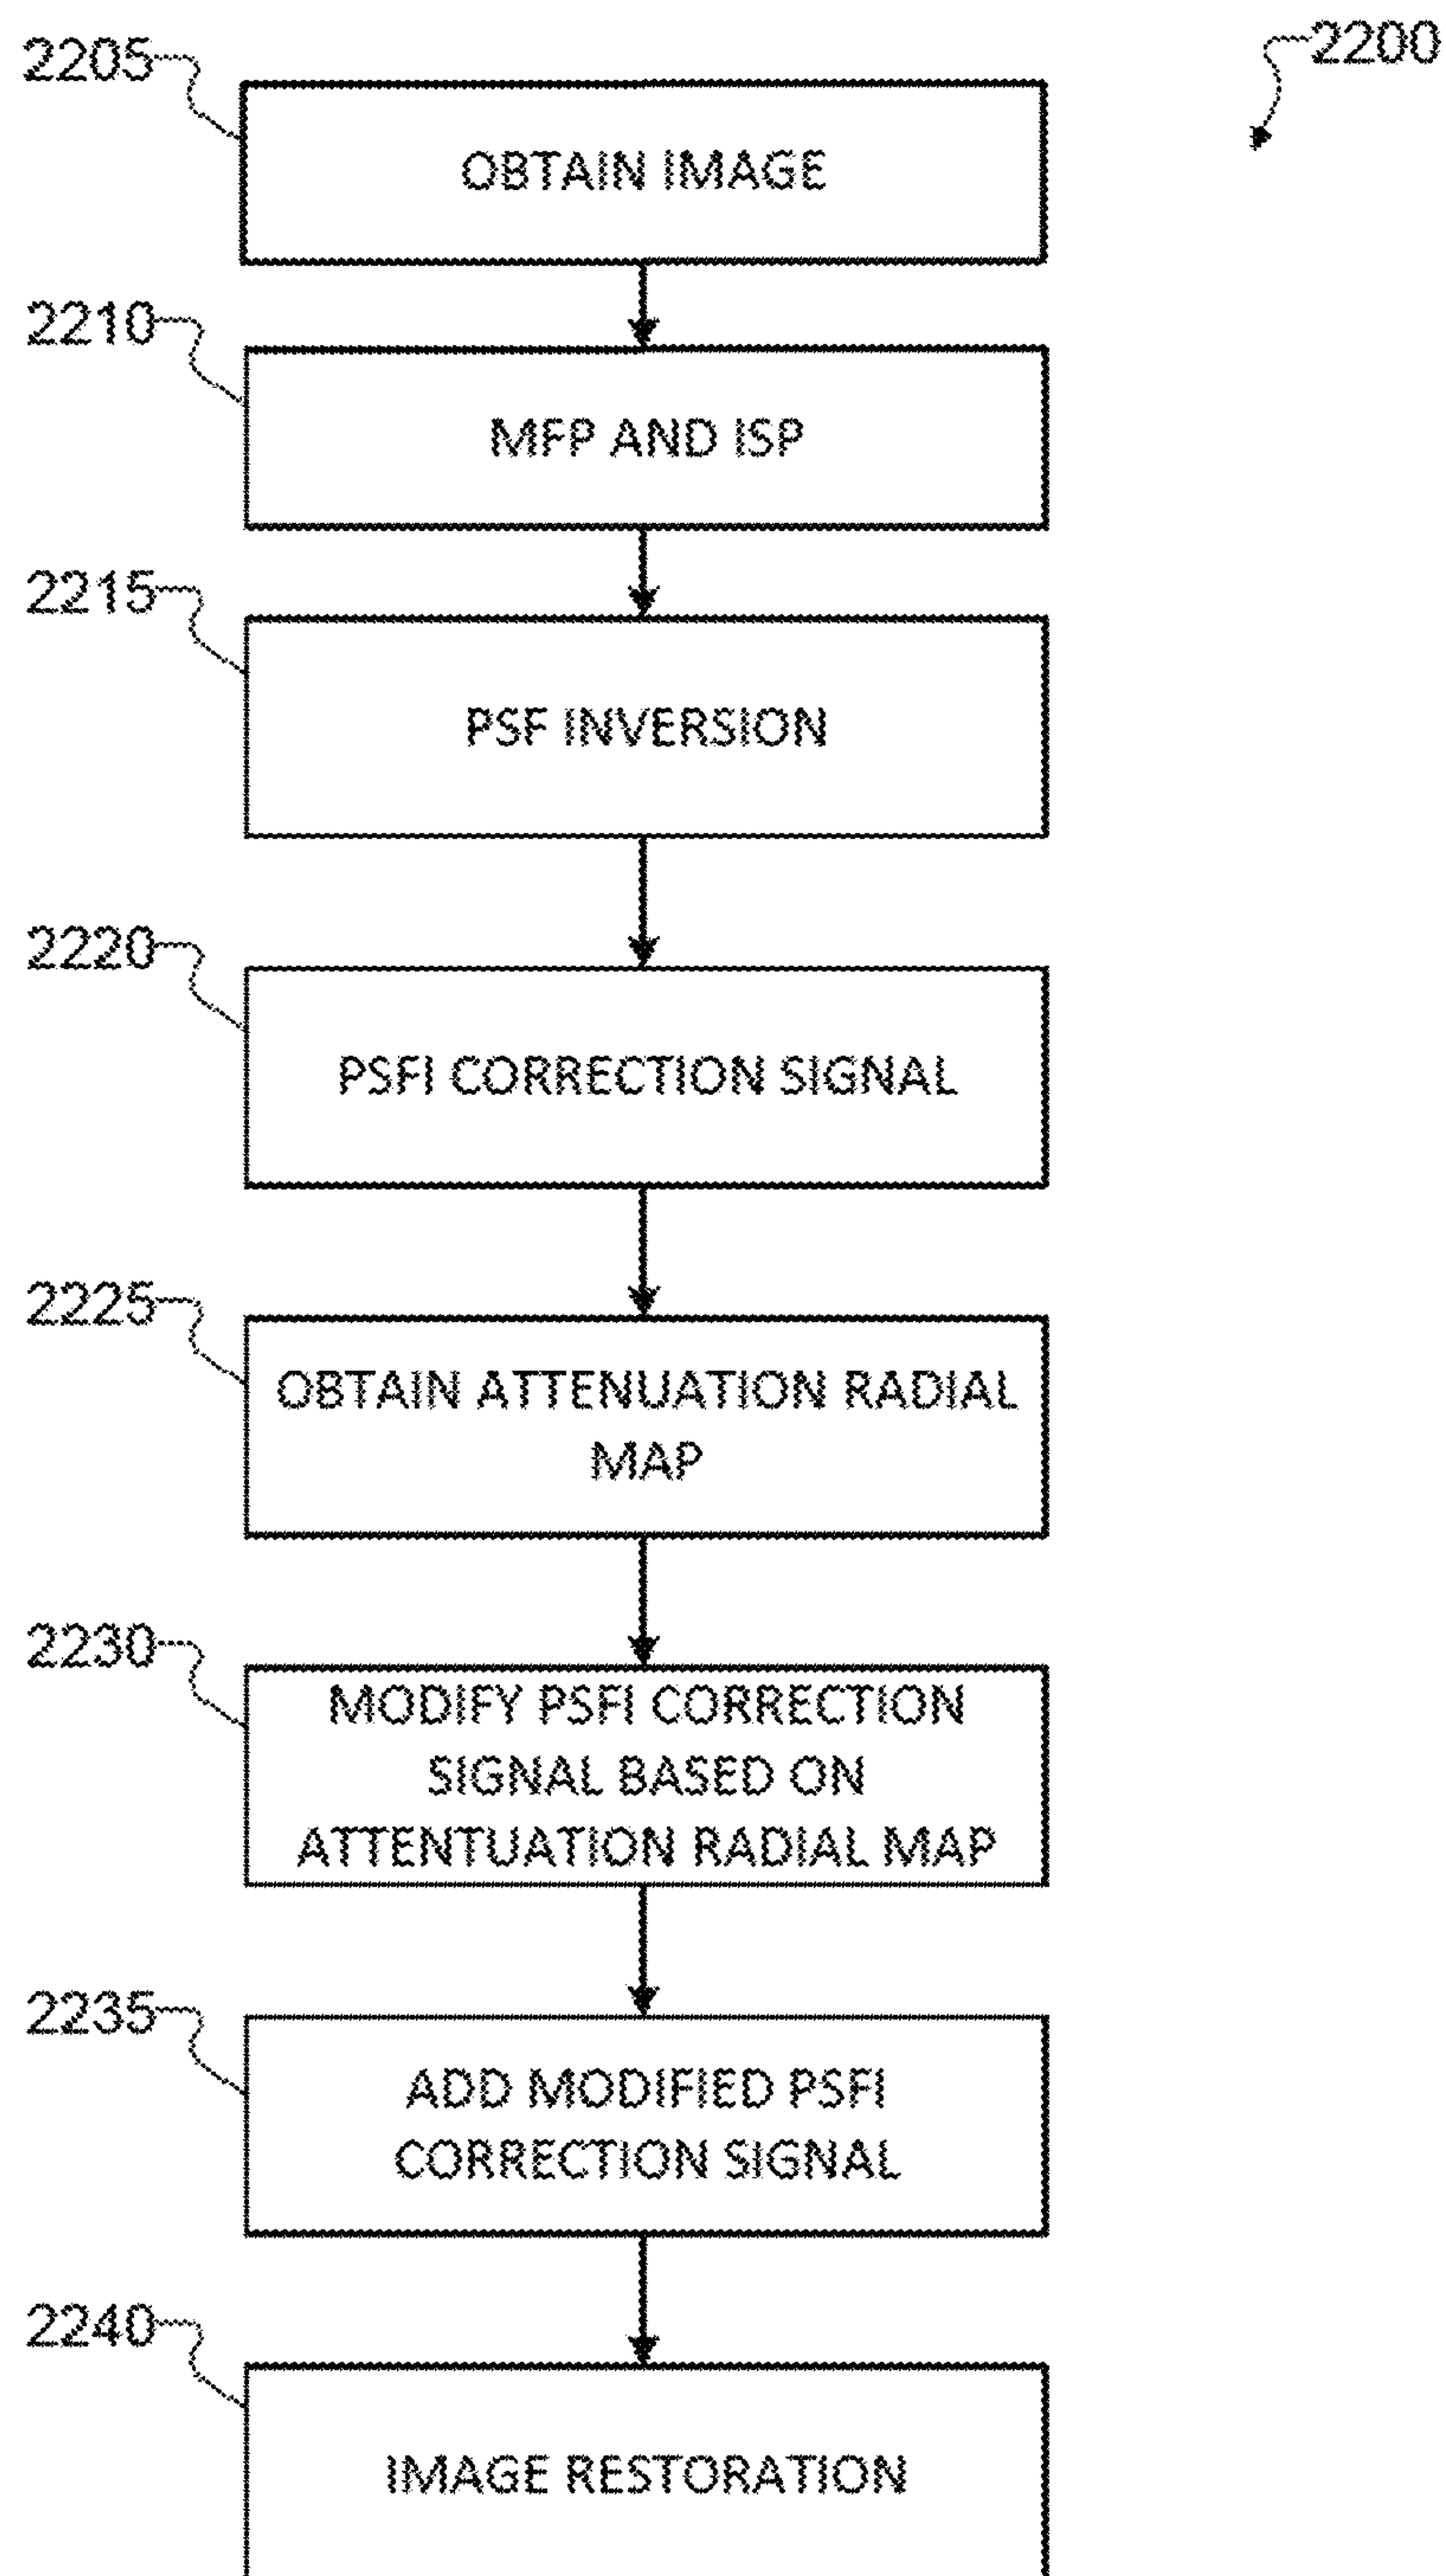 2200
2205
OBTAIN IMAGE
2210
MFP AND ISP
2215
PSF INVERSION
2220
PSFI CORRECTION SIGNAL
2225
OBTAIN ATTENUATION RADIAL
MAP
2230
MODIFY PSFI CORRECTION
SIGNAL BASED ON
ATTENTUATION RADIAL MAP
2235
ADD MODIFIED PSFI
CORRECTION SIGNAL
2240
IMAGE RESTORATION